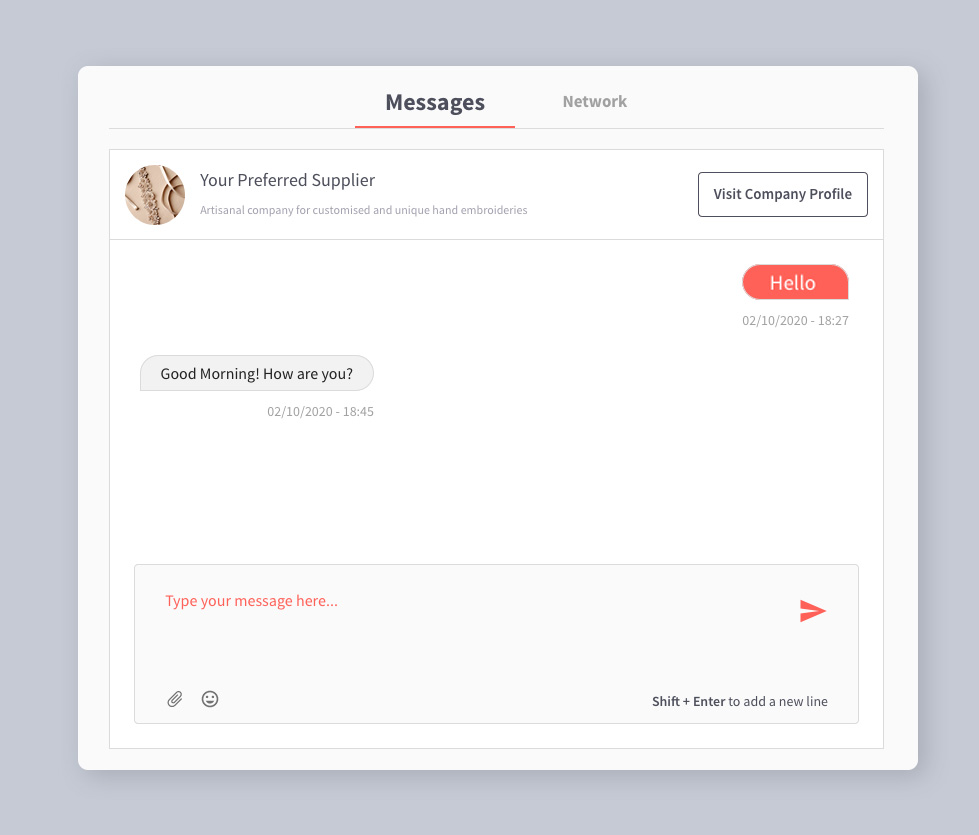 Messages
Network
Your Preferred Supplier
Artisanal company for customised and unique hand embroideries
Visit Company Profile
Hello
02/10/2020 - 18:27
Good Morning! How are you?
02/10/2020 - 18:45
Type your message here...
Shift + Enter to add a new line